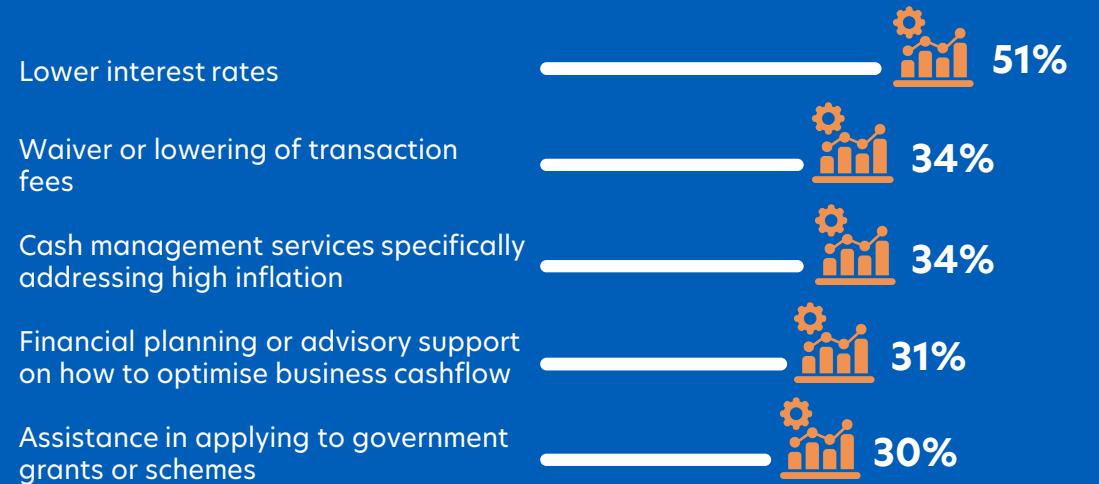 Lower interest rates
51%
Waiver or lowering of transaction
fees
34%
Cash management services specifically
addressing high inflation
34%
Financial planning or advisory support
on how to optimise business cashflow
31%
Assistance in applying to government
grants or schemes
30%